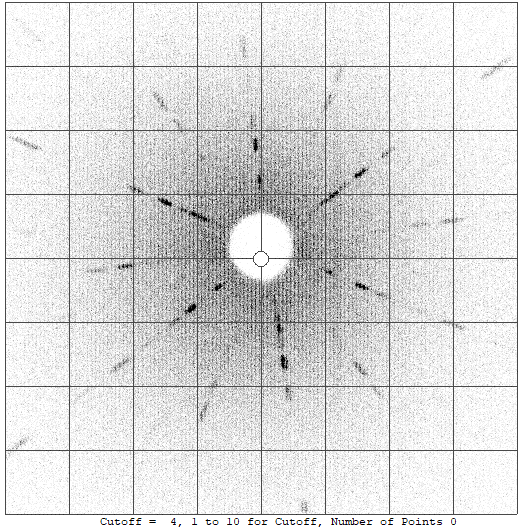 Cutoff =  4, 1 to 10 for Cutoff, Number of Points 0